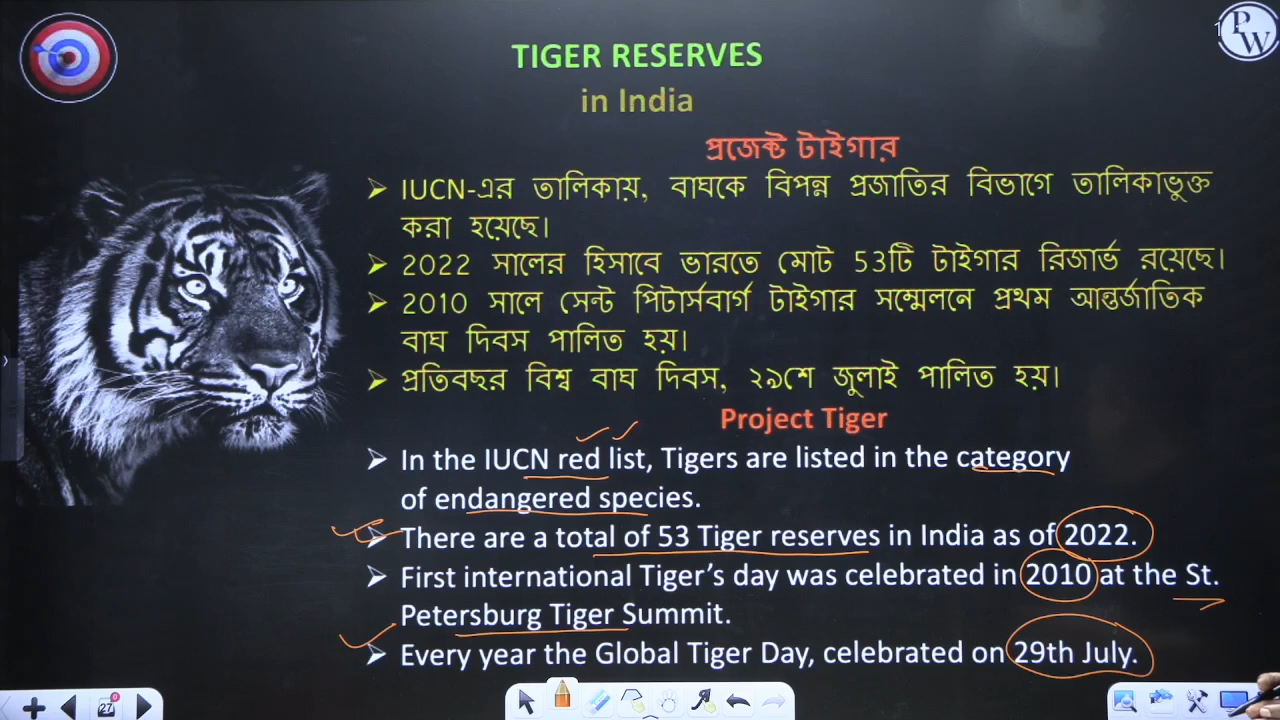 PW
TIGER RESERVES
in India
প্রজেক্ট টাইগার
IUCN-এর তালিকায়, বাঘকে বিপন্ন প্রজাতির বিভাগে তালিকাভুক্ত
করা হয়েছে।
2022 সালের হিসাবে ভারতে মোট 53টি টাইগার রিজার্ভ রয়েছে।
2010 সালে সেন্ট পিটার্সবার্গ টাইগার সম্মেলনে প্রথম আন্তর্জাতিক
বাঘ দিবস পালিত হয়।
প্রতিবছর বিশ্ব বাঘ দিবস, ২৯শে জুলাই পালিত হয়।
Project Tiger
In the IUCN red list, Tigers are listed in the category
of endangered species.
There are a total of 53 Tiger reserves in India as of 2022.
First international Tiger's day was celebrated in 2010 at the St.
Petersburg Tiger Summit.
Every year the Global Tiger Day, celebrated on 29th July.
27
0